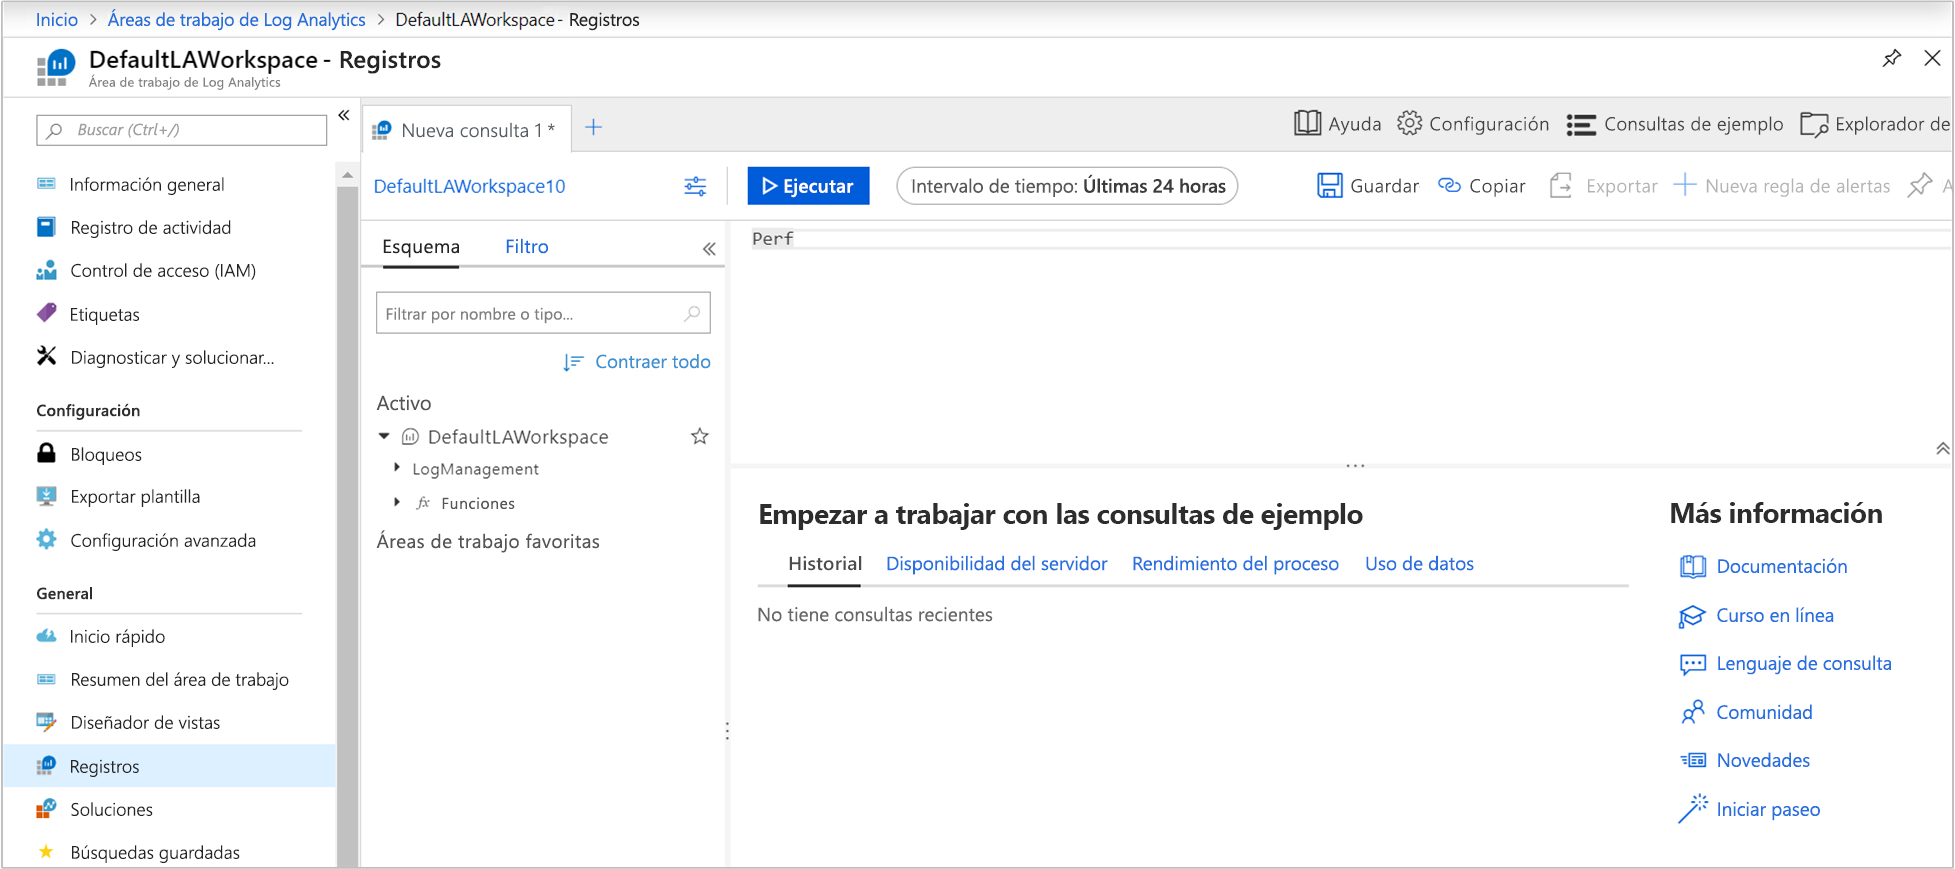 Inicio > Áreas de trabajo de Log Analytics > DefaultLAWorkspace - Registros
DefaultLAWorkspace - Registros
Área de trabajo de Log Analytics
Buscar (Ctrl+/)
Información general
Registro de actividad
Control de acceso (IAM)
Etiquetas
Diagnosticar y solucionar...
Configuración
Bloqueos
Exportar plantilla
Configuración avanzada
General
Inicio rápido
Resumen del área de trabajo
Diseñador de vistas
Registros
Soluciones
Búsquedas guardadas
Nueva consulta 1*
Ayuda
Configuración
Consultas de ejemplo
Explorador de
DefaultLAWorkspace10
Ejecutar
Intervalo de tiempo: Últimas 24 horas
Guardar
Copiar
Exportar
Nueva regla de alertas
A
Esquema
Filtro
Filtrar por nombre o tipo...
Contraer todo
Activo
DefaultLAWorkspace
LogManagement
fx Funciones
Áreas de trabajo favoritas
Perf
Empezar a trabajar con las consultas de ejemplo
Historial
Disponibilidad del servidor
Rendimiento del proceso
Uso de datos
No tiene consultas recientes
Más información
Documentación
Curso en línea
Lenguaje de consulta
Comunidad
Novedades
Iniciar paseo